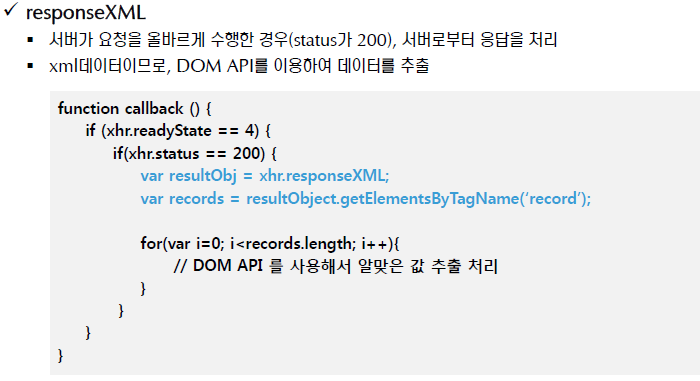 ✓ responseXML
▪ 서버가 요청을 올바르게 수행한 경우(status가 200), 서버로부터 응답을 처리
▪ xml데이터이므로, DOM API를 이용하여 데이터를 추출
function callback () {
if (xhr.readyState == 4) {
if(xhr.status == 200) {
var resultObj = xhr.responseXML;
var records = resultObject.getElementsByTagName(‘record’);
for(var i=0; i<records.length; i++){
// DOM API 를 사용해서 알맞은 값 추출 처리
}
}
}
}